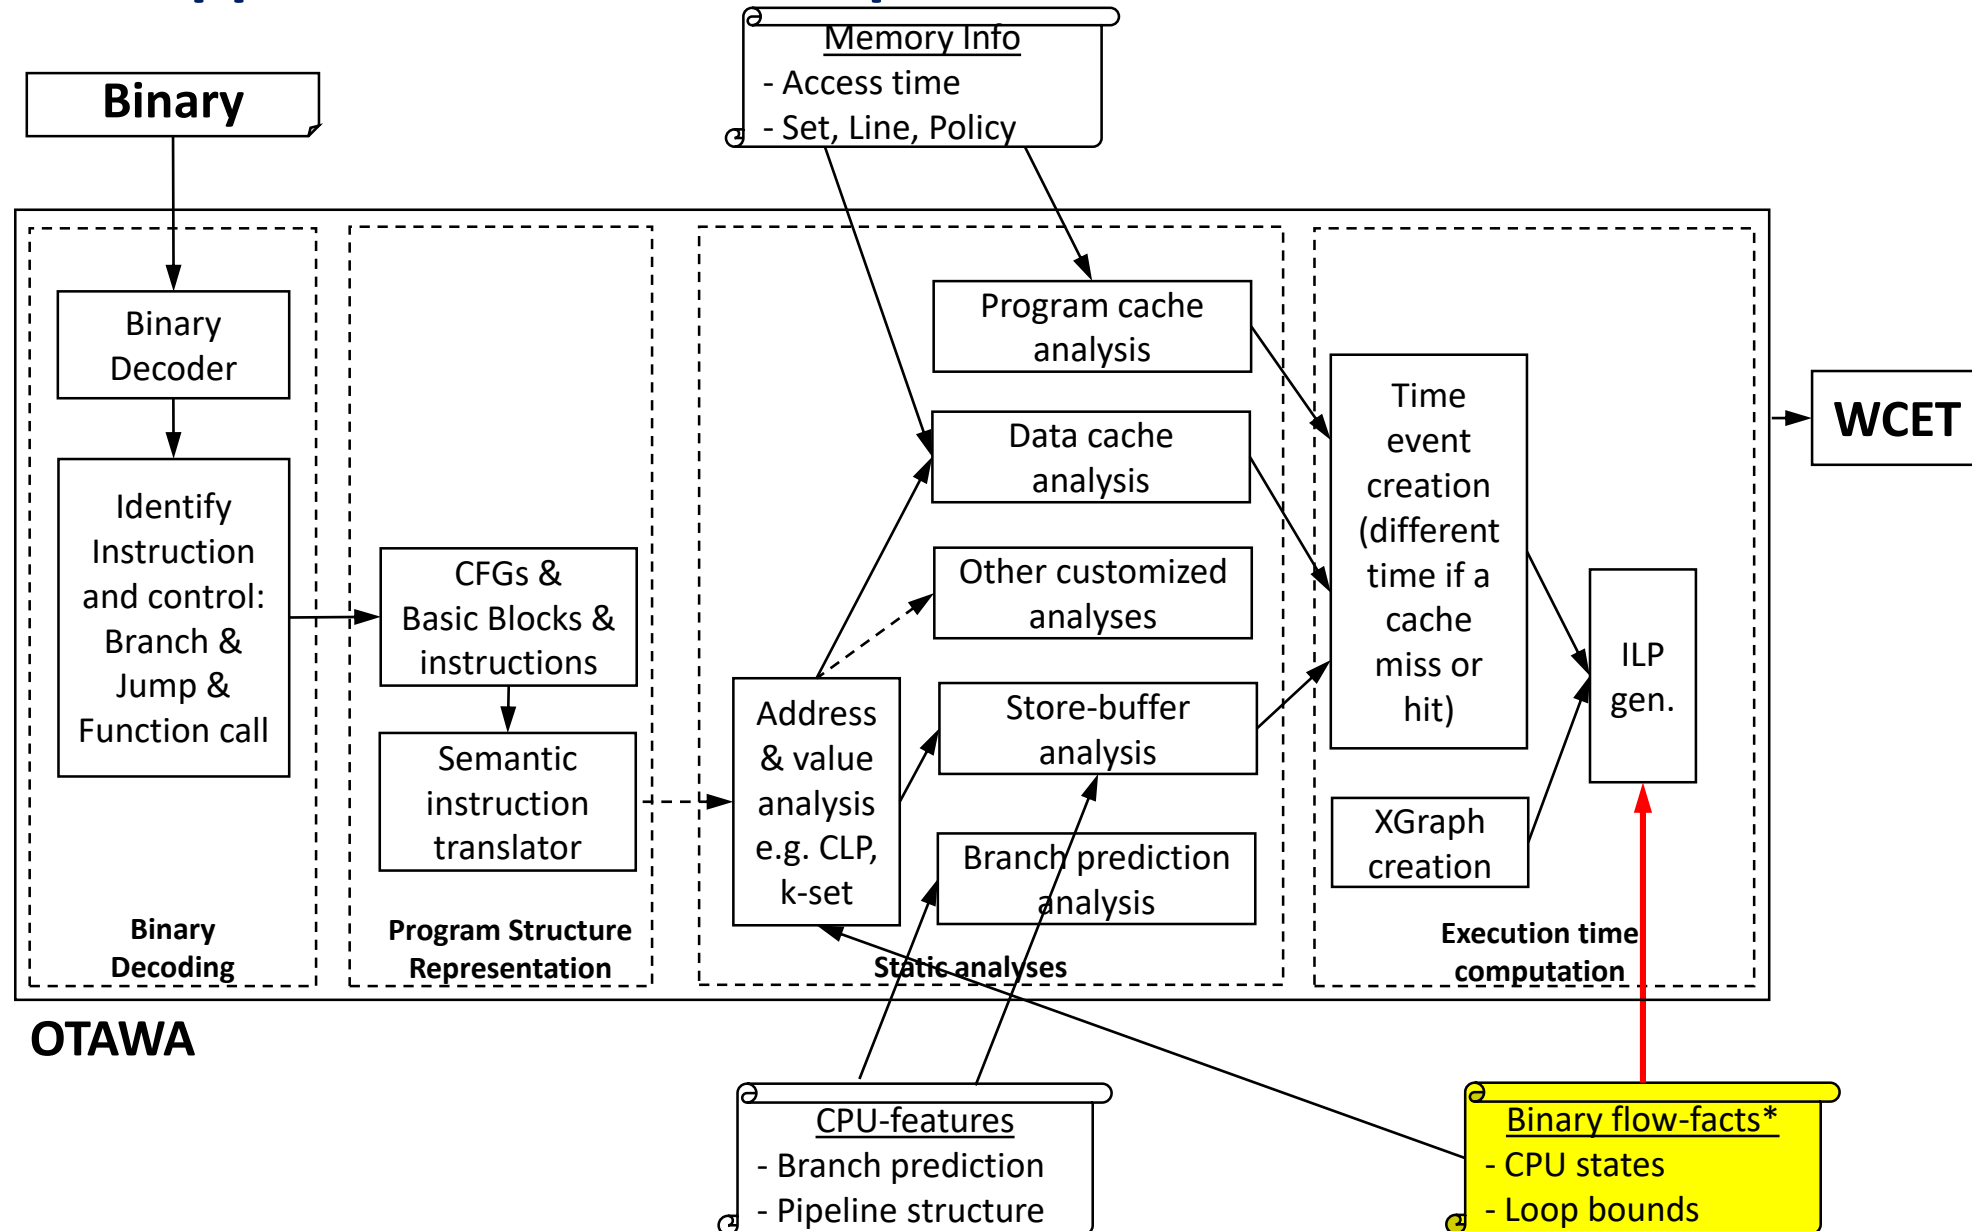 Memory Info
- Access time
- Set, Line, Policy
Binary
Binary
Decoder
Identify
Instruction
and control:
Branch &
Jump &
Function call
Binary
Decoding
CFGs &
Basic Blocks &
instructions
Semantic
instruction
translator
Program Structure
Representation
Program cache
analysis
Data cache
analysis
Other customized
analyses
Address
& value
analysis
e.g. CLP,
k-set
Store-buffer
analysis
Branch prediction
analysis
Static analyses
Time
event
creation
(different
time if a
cache
miss or
hit)
ILP
gen.
XGraph
creation
Execution time
computation
WCET
OTAWA
CPU-features
- Branch prediction
- Pipeline structure
Binary flow-facts*
- CPU states
- Loop bounds